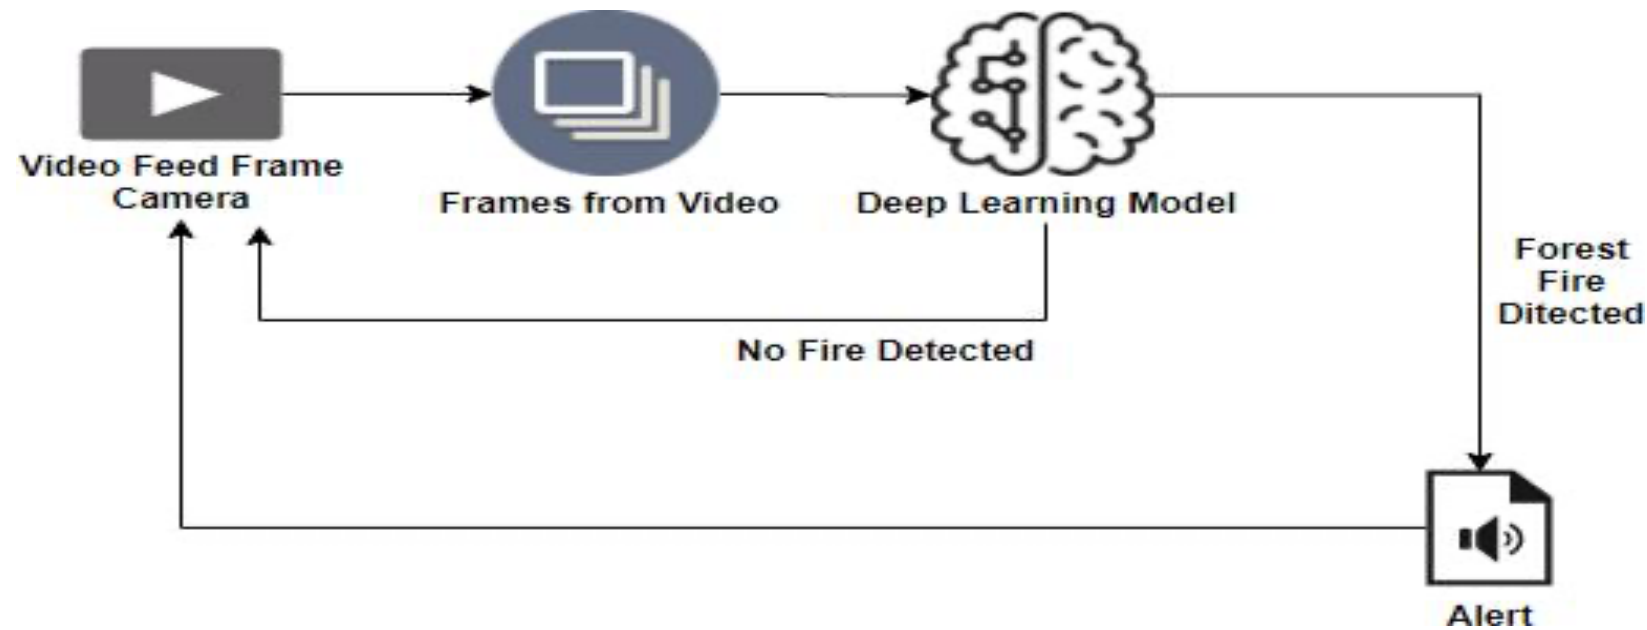 Video Feed Frame
Camera
Frames from Video
Deep Learning Model
Forest
Fire
Ditected
No Fire Detected
Alert